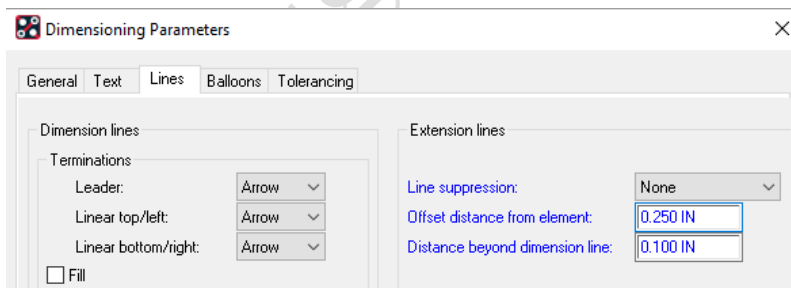 Dimensioning Parameters
General Text Lines Balloons Tolerancing
Dimension lines
Terminations
Leader: Arrow
Linear top/left: Arrow
Linear bottom/right: Arrow
Fill
Extension lines
Line suppression: None
Offset distance from element: 0.250 IN
Distance beyond dimension line: 0.100 IN